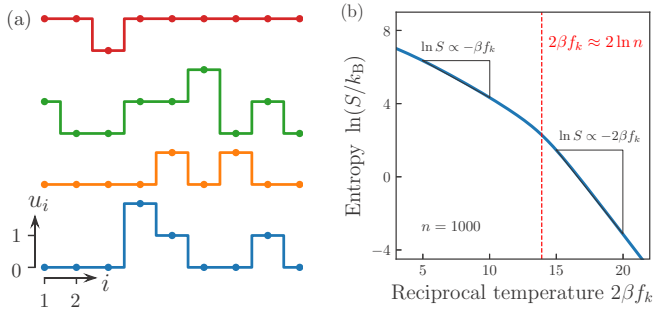 (a)
u_i
1
0
1 2
i
(b)
Entropy ln(S/k_B)
8
4
0
−4
ln S ∝ −βf_k
2βf_k ≈ 2 ln n
ln S ∝ −2βf_k
n = 1000
5 10 15 20
Reciprocal temperature 2βf_k